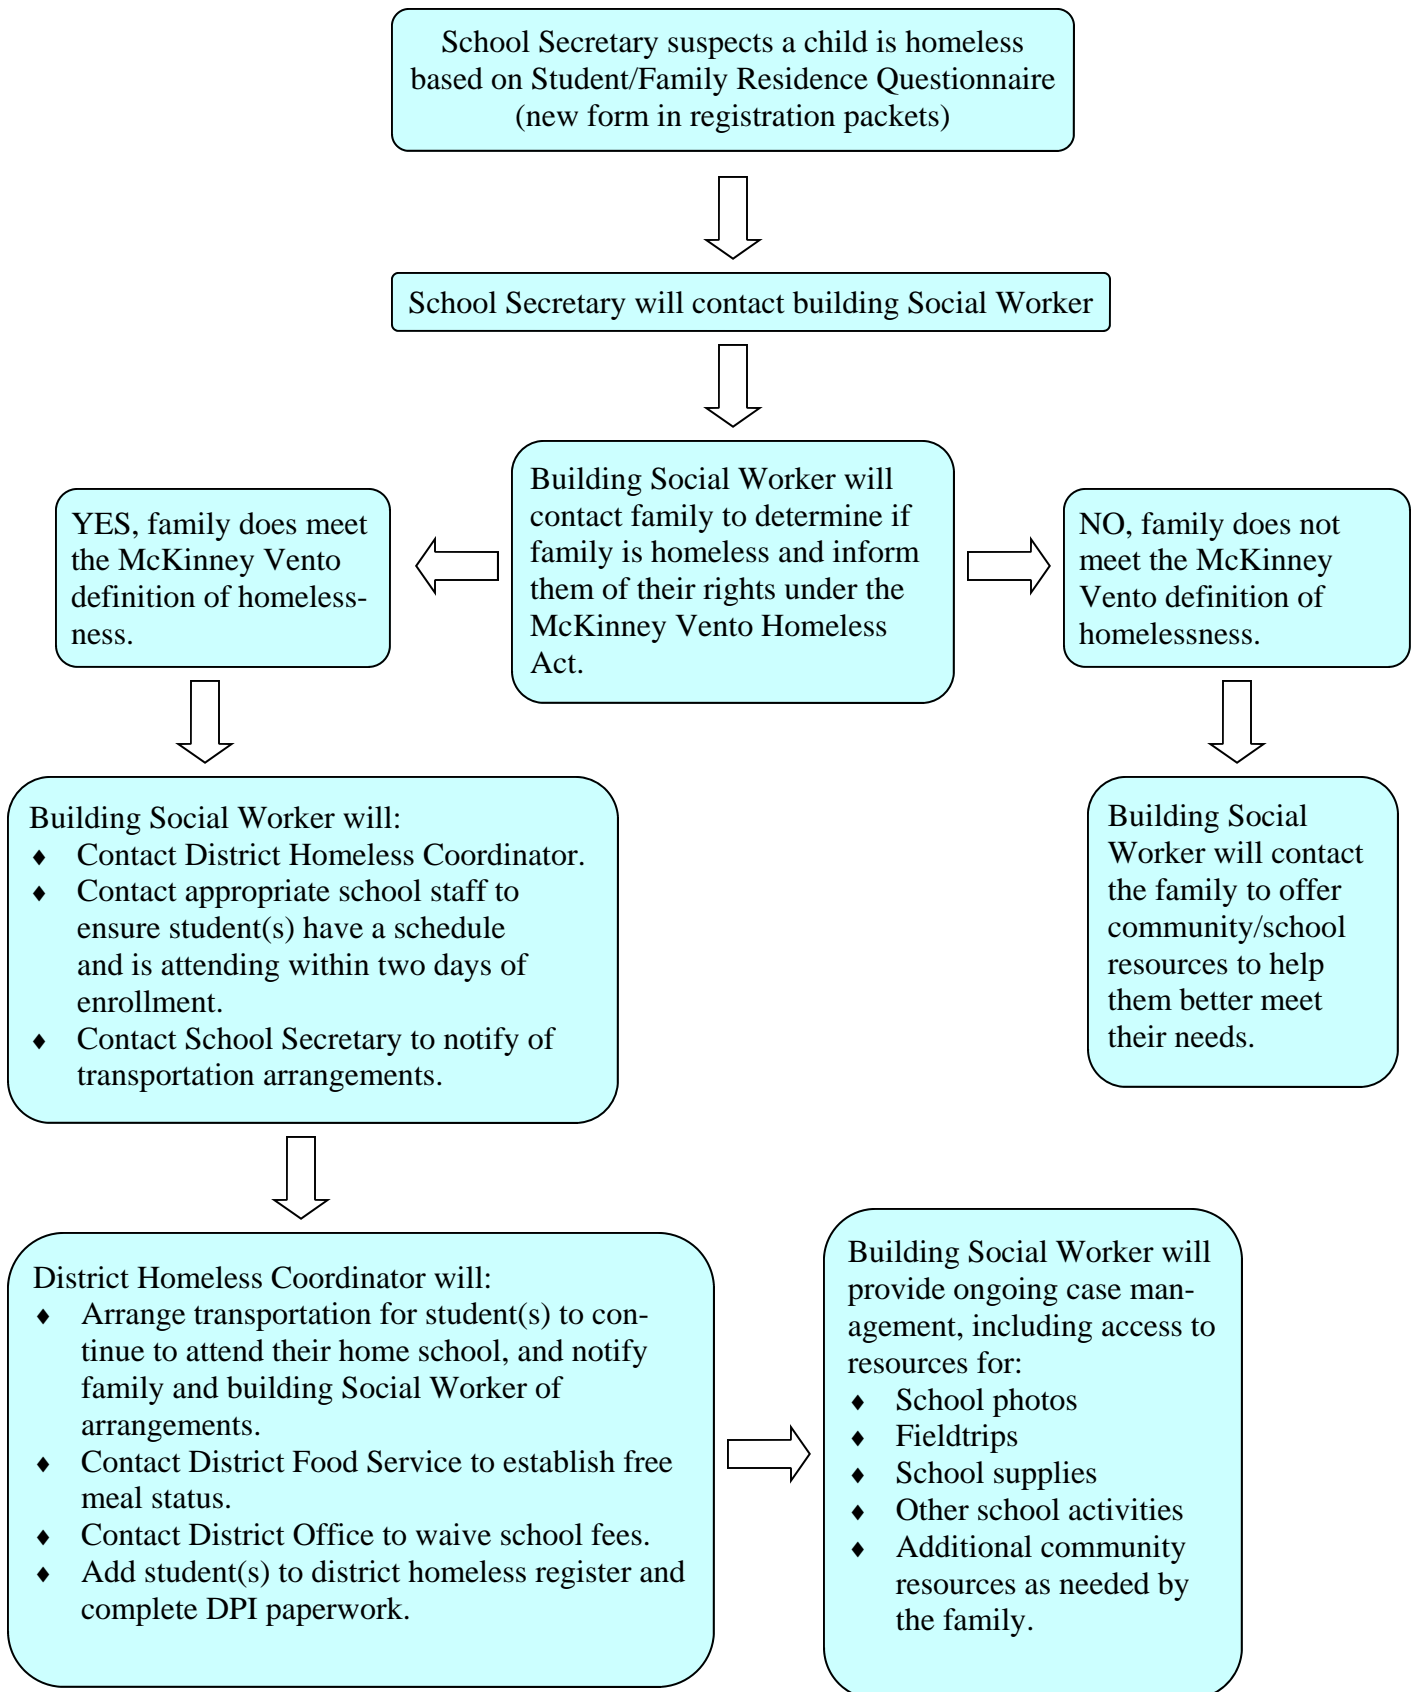 School Secretary suspects a child is homeless
based on Student/Family Residence Questionnaire
(new form in registration packets)
School Secretary will contact building Social Worker
Building Social Worker will
contact family to determine if
family is homeless and inform
them of their rights under the
McKinney Vento Homeless
Act.
YES, family does meet
the McKinney Vento
definition of homeless-
ness.
NO, family does not
meet the McKinney
Vento definition of
homelessness.
Building Social Worker will:
♦ Contact District Homeless Coordinator.
♦ Contact appropriate school staff to
ensure student(s) have a schedule
and is attending within two days of
enrollment.
♦ Contact School Secretary to notify of
transportation arrangements.
Building Social
Worker will contact
the family to offer
community/school
resources to help
them better meet
their needs.
District Homeless Coordinator will:
♦ Arrange transportation for student(s) to con-
tinue to attend their home school, and notify
family and building Social Worker of
arrangements.
♦ Contact District Food Service to establish free
meal status.
♦ Contact District Office to waive school fees.
♦ Add student(s) to district homeless register and
complete DPI paperwork.
Building Social Worker will
provide ongoing case man-
agement, including access to
resources for:
♦ School photos
♦ Fieldtrips
♦ School supplies
♦ Other school activities
♦ Additional community
resources as needed by
the family.